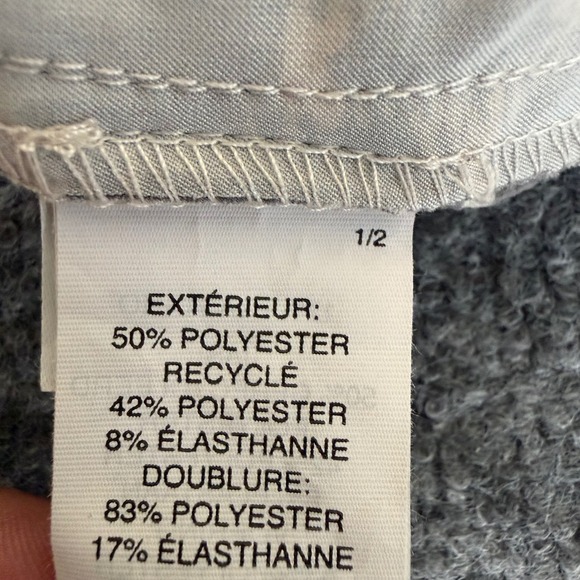 1/2
EXTÉRIEUR:
50% POLYESTER
RECYCLÉ
42% POLYESTER
8% ÉLASTHANNE
DOUBLURE:
83% POLYESTER
17% ÉLASTHANNE